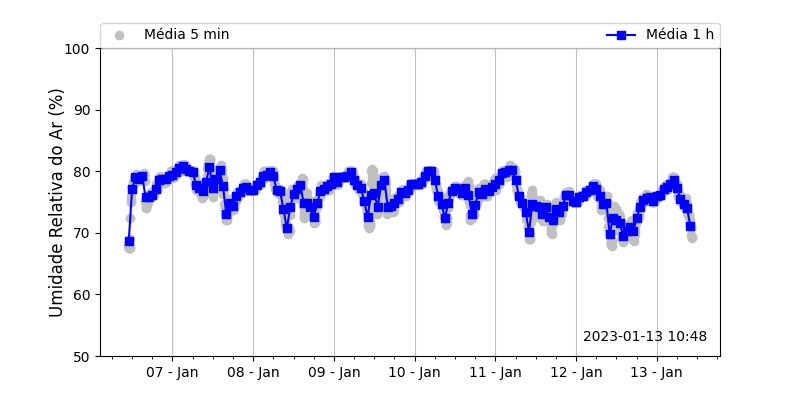 Média 5 min
Média 1 h
Umidade Relativa do Ar (%)
100
90
80
70
60
50
2023-01-13 10:48
07 - Jan
08 - Jan
09 - Jan
10 - Jan
11 - Jan
12 - Jan
13 - Jan